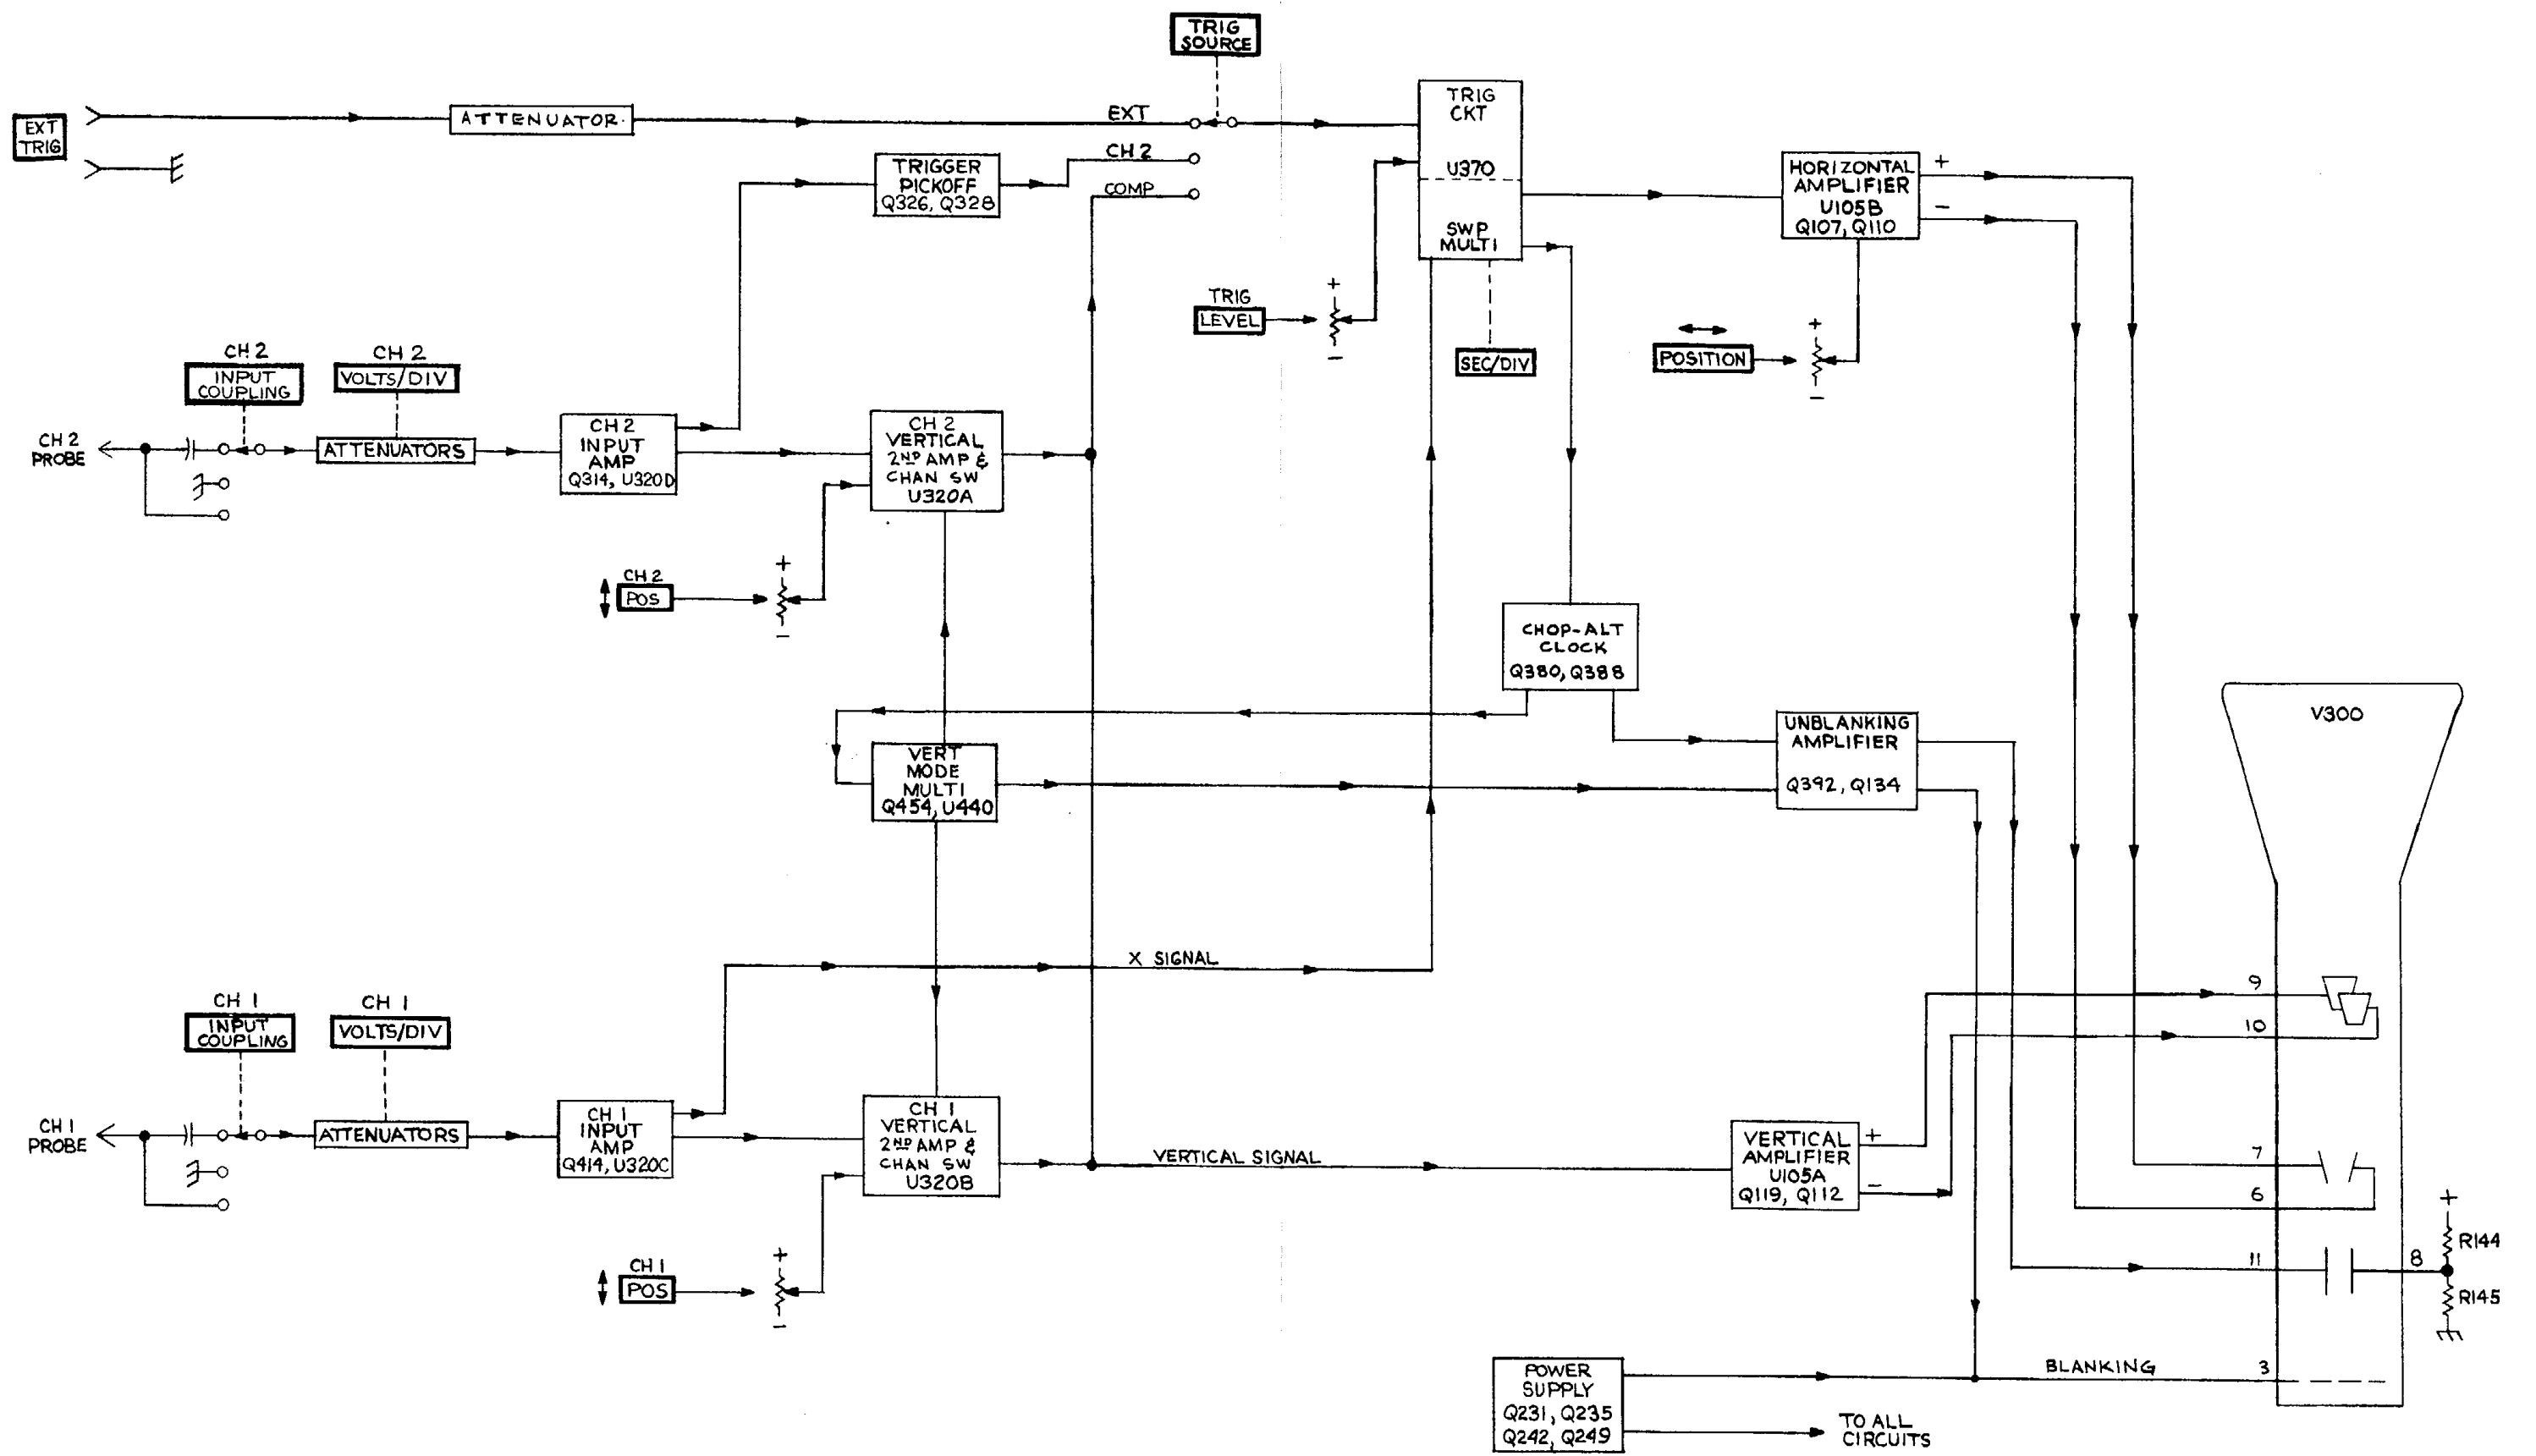 TRIG
SOURCE
EXT
TRIG
ATTENUATOR
EXT
CH 2
COMP
TRIGGER
PICKOFF
Q326, Q328
TRIG
CKT
U370
SWP
MULTI
HORIZONTAL
AMPLIFIER
U105B
Q107, Q110
+
−
TRIG
LEVEL
+
−
SEC/DIV
POSITION
+
−
CH 2
INPUT
COUPLING
CH 2
VOLTS/DIV
CH 2
PROBE
ATTENUATORS
CH 2
INPUT
AMP
Q314, U320D
CH 2
VERTICAL
2ND AMP &
CHAN SW
U320A
CH 2
POS
+
−
CHOP-ALT
CLOCK
Q380, Q388
VERT
MODE
MULTI
Q454, U440
UNBLANKING
AMPLIFIER
Q392, Q134
V300
X SIGNAL
CH 1
INPUT
COUPLING
CH 1
VOLTS/DIV
CH 1
PROBE
ATTENUATORS
CH 1
INPUT
AMP
Q414, U320C
CH 1
VERTICAL
2ND AMP &
CHAN SW
U320B
VERTICAL SIGNAL
VERTICAL
AMPLIFIER
U105A
Q119, Q112
+
−
9
10
7
6
11
8
+
R144
R145
CH 1
POS
+
−
POWER
SUPPLY
Q231, Q235
Q242, Q249
BLANKING
3
TO ALL
CIRCUITS